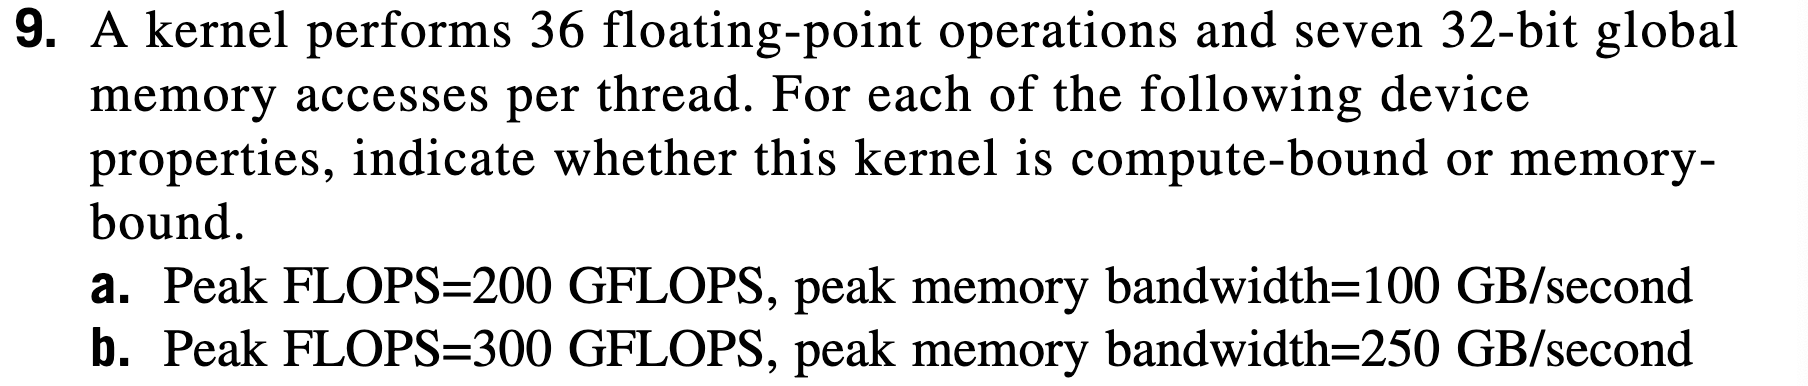 9. A kernel performs 36 floating-point operations and seven 32-bit global
memory accesses per thread. For each of the following device
properties, indicate whether this kernel is compute-bound or memory-
bound.
a. Peak FLOPS=200 GFLOPS, peak memory bandwidth=100 GB/second
b. Peak FLOPS=300 GFLOPS, peak memory bandwidth=250 GB/second